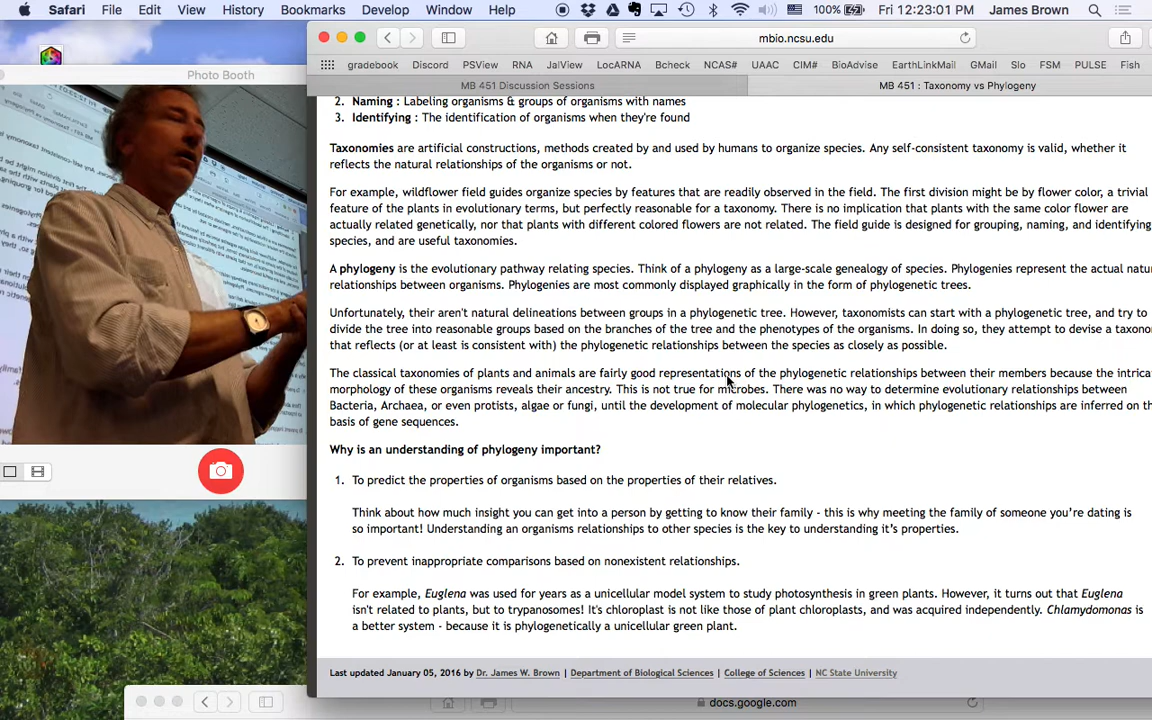 Safari File Edit View History Bookmarks Develop Window Help 100% Fri 12:23:01 PM James Brown
Photo Booth
mbio.ncsu.edu
gradebook Discord PSView RNA JalView LocARNA Bcheck NCAS# UAAC CIM# BioAdvise EarthLinkMail GMail Slo FSM PULSE Fish
MB 451 Discussion Sessions MB 451 : Taxonomy vs Phylogeny
2. Naming : Labeling organisms & groups of organisms with names
3. Identifying : The identification of organisms when they're found
Taxonomies are artificial constructions, methods created by and used by humans to organize species. Any self-consistent taxonomy is valid, whether it
reflects the natural relationships of the organisms or not.
For example, wildflower field guides organize species by features that are readily observed in the field. The first division might be by flower color, a trivial
feature of the plants in evolutionary terms, but perfectly reasonable for a taxonomy. There is no implication that plants with the same color flower are
actually related genetically, nor that plants with different colored flowers are not related. The field guide is designed for grouping, naming, and identifying
species, and are useful taxonomies.
A phylogeny is the evolutionary pathway relating species. Think of a phylogeny as a large-scale genealogy of species. Phylogenies represent the actual natu
relationships between organisms. Phylogenies are most commonly displayed graphically in the form of phylogenetic trees.
Unfortunately, their aren't natural delineations between groups in a phylogenetic tree. However, taxonomists can start with a phylogenetic tree, and try to
divide the tree into reasonable groups based on the branches of the tree and the phenotypes of the organisms. In doing so, they attempt to devise a taxono
that reflects (or at least is consistent with) the phylogenetic relationships between the species as closely as possible.
The classical taxonomies of plants and animals are fairly good representations of the phylogenetic relationships between their members because the intrica
morphology of these organisms reveals their ancestry. This is not true for microbes. There was no way to determine evolutionary relationships between
Bacteria, Archaea, or even protists, algae or fungi, until the development of molecular phylogenetics, in which phylogenetic relationships are inferred on th
basis of gene sequences.
Why is an understanding of phylogeny important?
1. To predict the properties of organisms based on the properties of their relatives.
Think about how much insight you can get into a person by getting to know their family - this is why meeting the family of someone you're dating is
so important! Understanding an organisms relationships to other species is the key to understanding it's properties.
2. To prevent inappropriate comparisons based on nonexistent relationships.
For example, Euglena was used for years as a unicellular model system to study photosynthesis in green plants. However, it turns out that Euglena
isn't related to plants, but to trypanosomes! It's chloroplast is not like those of plant chloroplasts, and was acquired independently. Chlamydomonas is
a better system - because it is phylogenetically a unicellular green plant.
Last updated January 05, 2016 by Dr. James W. Brown | Department of Biological Sciences | College of Sciences | NC State University
docs.google.com